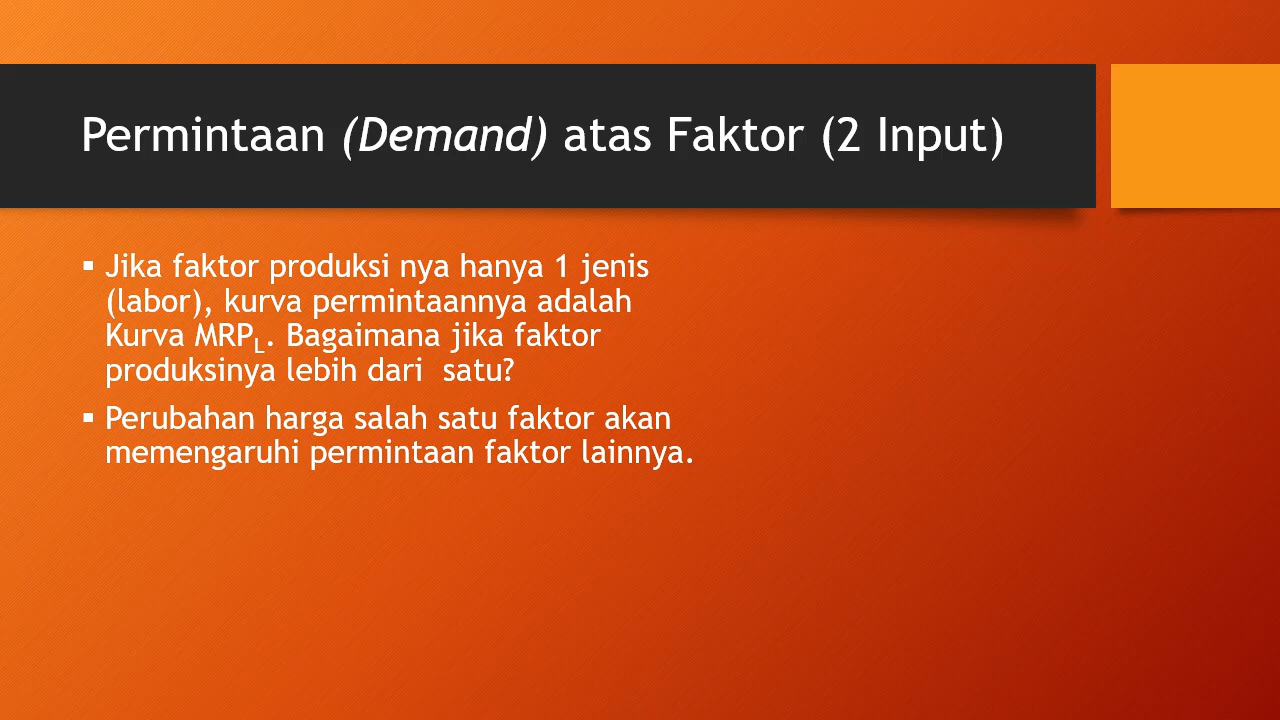 Permintaan (Demand) atas Faktor (2 Input)
▪ Jika faktor produksi nya hanya 1 jenis
(labor), kurva permintaannya adalah
Kurva MRPL. Bagaimana jika faktor
produksinya lebih dari  satu?
▪ Perubahan harga salah satu faktor akan
memengaruhi permintaan faktor lainnya.